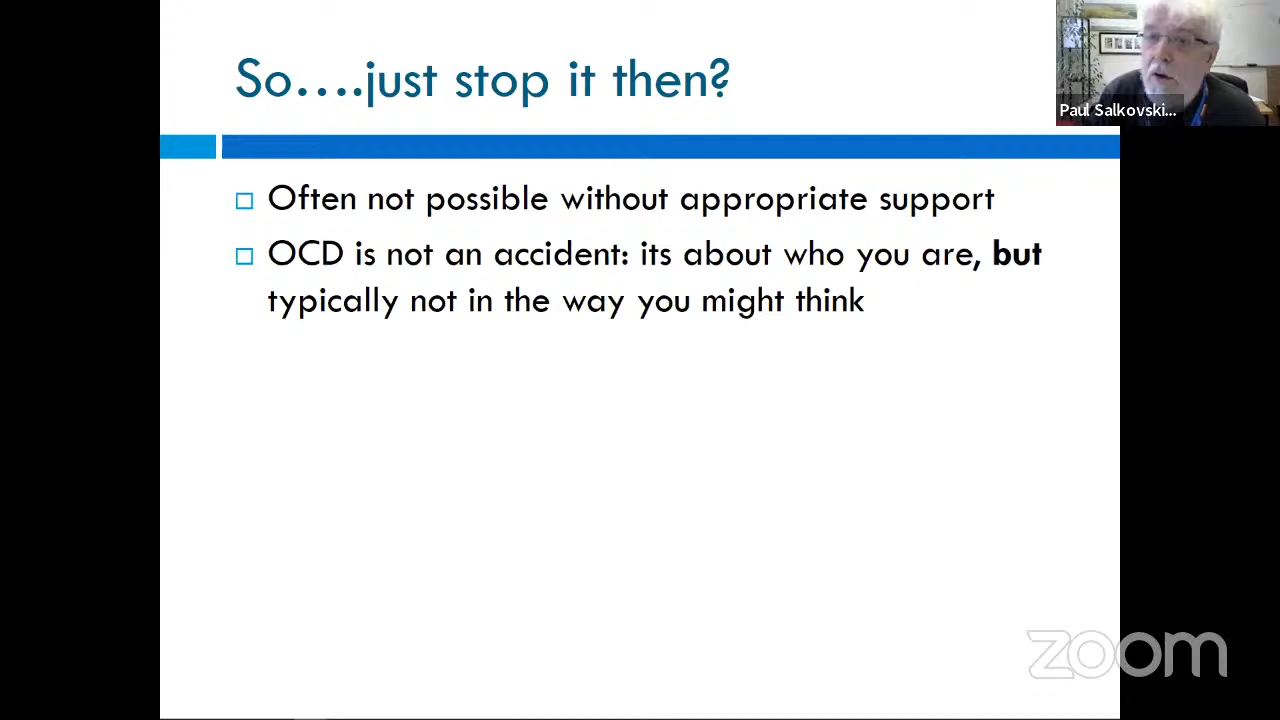 So....just stop it then?
Paul Salkovski...
Often not possible without appropriate support
OCD is not an accident: its about who you are, but
typically not in the way you might think
zoom